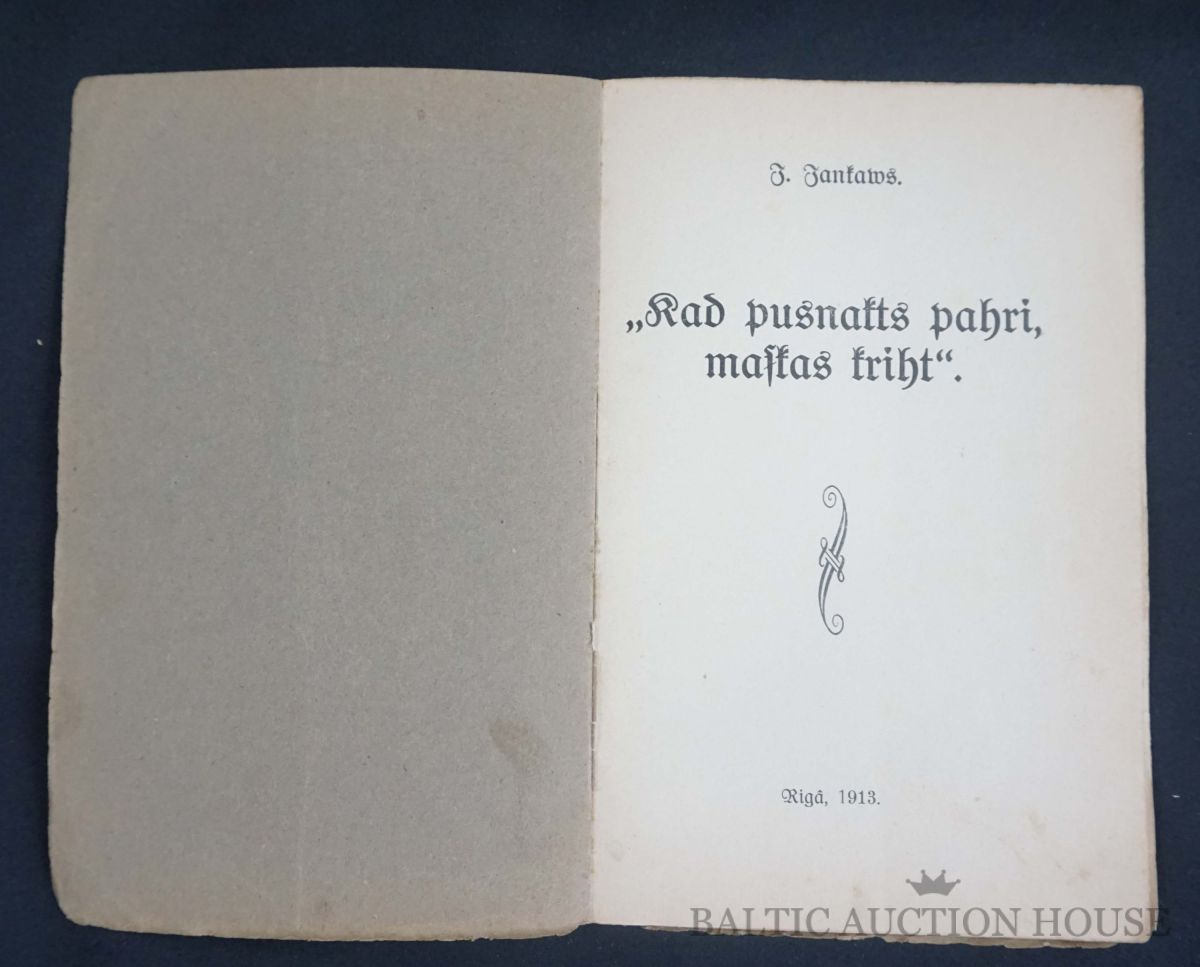 J. Jankaws.
„Kad pusnakts pahri,
maſkas kriht“.
Rigâ, 1913.
BALTIC AUCTION HOUSE